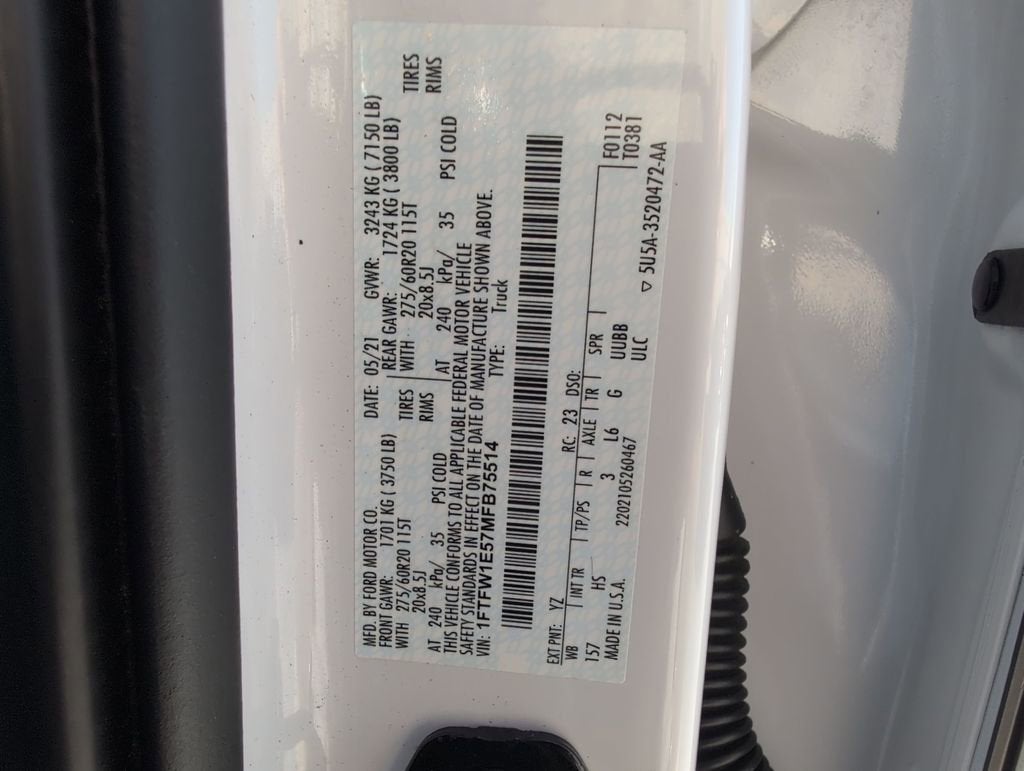 MFD. BY FORD MOTOR CO.
DATE: 05/21 GVWR: 3243 KG ( 7150 LB)
FRONT GAWR: 1701 KG ( 3750 LB)
REAR GAWR: 1724 KG ( 3800 LB)
WITH 275/60R20 115T TIRES
WITH 275/60R20 115T TIRES
20x8.5J RIMS
20x8.5J RIMS
AT 240 kPa/ 35 PSI COLD
AT 240 kPa/ 35 PSI COLD
THIS VEHICLE CONFORMS TO ALL APPLICABLE FEDERAL MOTOR VEHICLE
SAFETY STANDARDS IN EFFECT ON THE DATE OF MANUFACTURE SHOWN ABOVE.
VIN: 1FTFW1E57MFB75514 TYPE: Truck
EXT PNT: YZ RC: 23 DSO: F0112
WB INT TR TP/PS R AXLE TR SPR T0381
157 HS 3 L6 G UUBB
ULC
MADE IN U.S.A. 2202105260467 ▽ 5U5A-3520472-AA